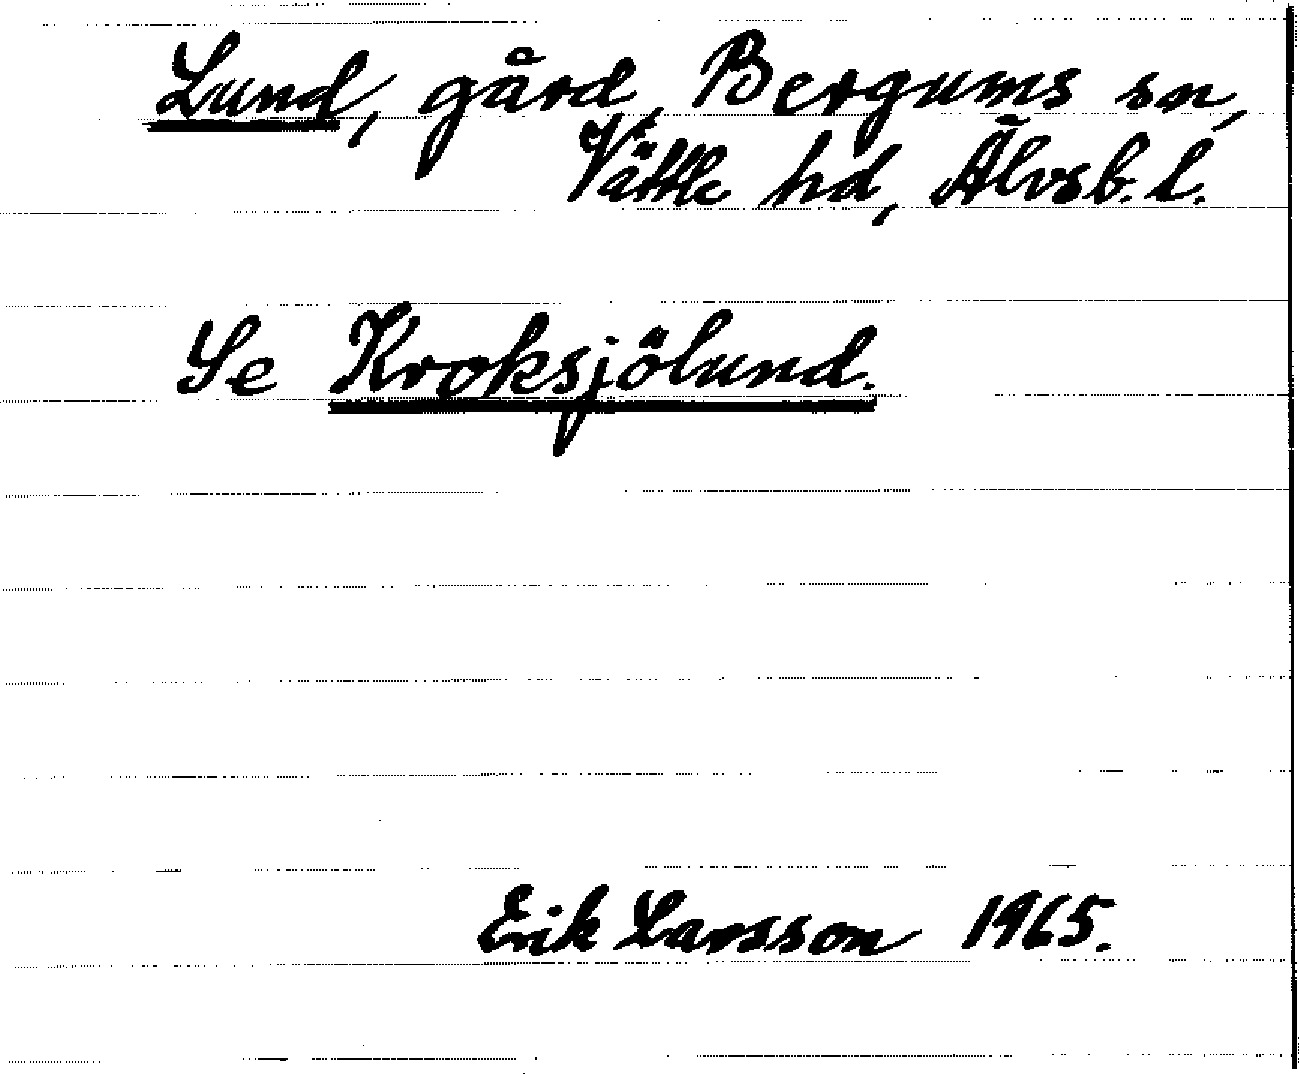 Lund, gård, Bergums sn,
Vättle hd, Älvsb. l.
Se Kroksjölund.
Erik Larsson 1965.